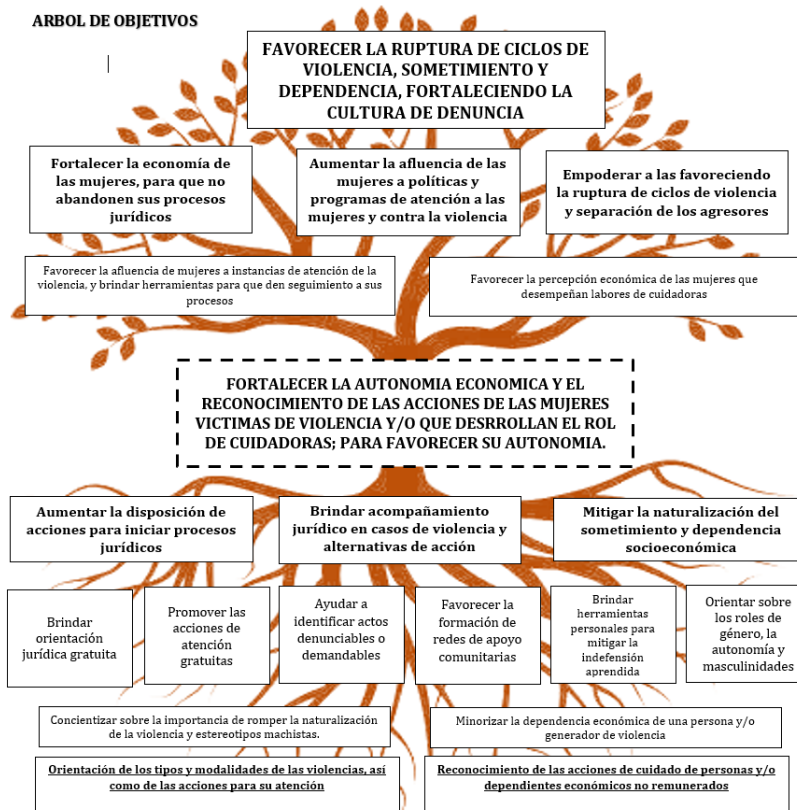 ARBOL DE OBJETIVOS
FAVORECER LA RUPTURA DE CICLOS DE
VIOLENCIA, SOMETIMIENTO Y
DEPENDENCIA, FORTALECIENDO LA
CULTURA DE DENUNCIA
Fortalecer la economía de
las mujeres, para que no
abandonen sus procesos
jurídicos
Aumentar la afluencia de las
mujeres a políticas y
programas de atención a las
mujeres y contra la violencia
Empoderar a las favoreciendo
la ruptura de ciclos de violencia
y separación de los agresores
Favorecer la afluencia de mujeres a instancias de atención de la
violencia, y brindar herramientas para que den seguimiento a sus
procesos
Favorecer la percepción económica de las mujeres que
desempeñan labores de cuidadoras
FORTALECER LA AUTONOMIA ECONOMICA Y EL
RECONOCIMIENTO DE LAS ACCIONES DE LAS MUJERES
VICTIMAS DE VIOLENCIA Y/O QUE DESRROLLAN EL ROL
DE CUIDADORAS; PARA FAVORECER SU AUTONOMIA.
Aumentar la disposición de
acciones para iniciar procesos
jurídicos
Brindar acompañamiento
jurídico en casos de violencia y
alternativas de acción
Mitigar la naturalización del
sometimiento y dependencia
socioeconómica
Brindar
orientación
jurídica gratuita
Promover las
acciones de
atención
gratuitas
Ayudar a
identificar actos
denunciables o
demandables
Favorecer la
formación de
redes de apoyo
comunitarias
Brindar
herramientas
personales para
mitigar la
indefensión
aprendida
Orientar sobre
los roles de
género, la
autonomía y
masculinidades
Concientizar sobre la importancia de romper la naturalización
de la violencia y estereotipos machistas.
Minorizar la dependencia económica de una persona y/o
generador de violencia
Orientación de los tipos y modalidades de las violencias, así
como de las acciones para su atención
Reconocimiento de las acciones de cuidado de personas y/o
dependientes económicos no remunerados